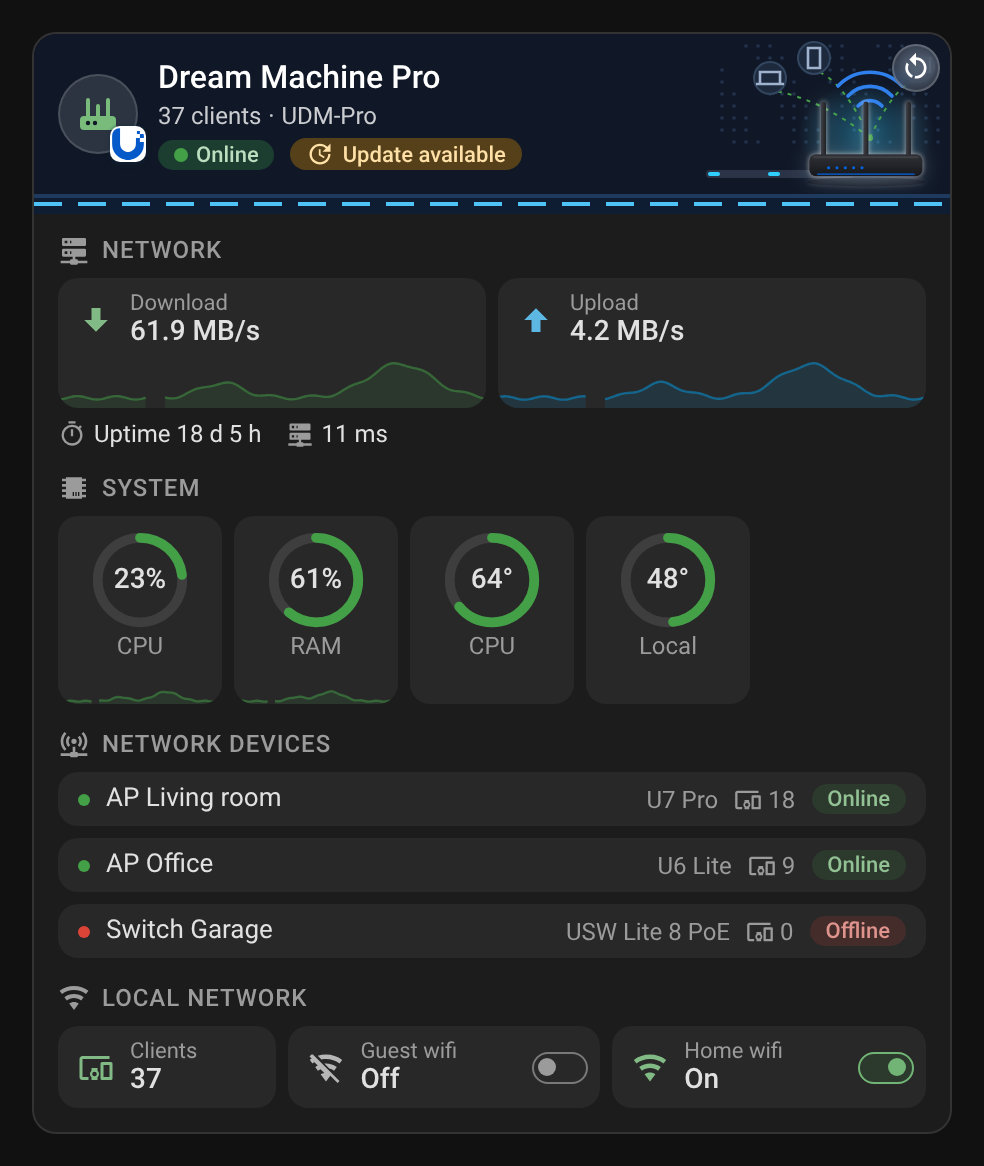 Dream Machine Pro
37 clients · UDM-Pro
Online
Update available
NETWORK
Download
61.9 MB/s
Upload
4.2 MB/s
Uptime 18 d 5 h
11 ms
SYSTEM
23%
CPU
61%
RAM
64°
CPU
48°
Local
NETWORK DEVICES
AP Living room
U7 Pro
18
Online
AP Office
U6 Lite
9
Online
Switch Garage
USW Lite 8 PoE
0
Offline
LOCAL NETWORK
Clients
37
Guest wifi
Off
Home wifi
On